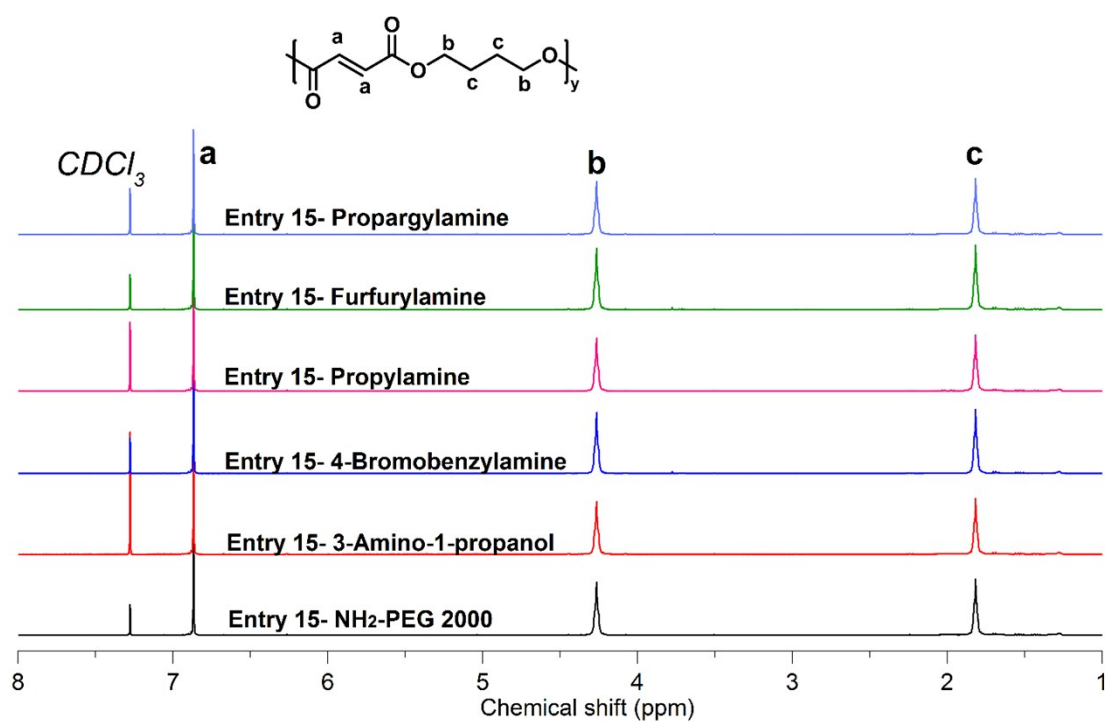 O
a
b
c
O
O
a
c
b
O
y
CDCl3
a
b
c
Entry 15- Propargylamine
Entry 15- Furfurylamine
Entry 15- Propylamine
Entry 15- 4-Bromobenzylamine
Entry 15- 3-Amino-1-propanol
Entry 15- NH2-PEG 2000
8 7 6 5 4 3 2 1
Chemical shift (ppm)